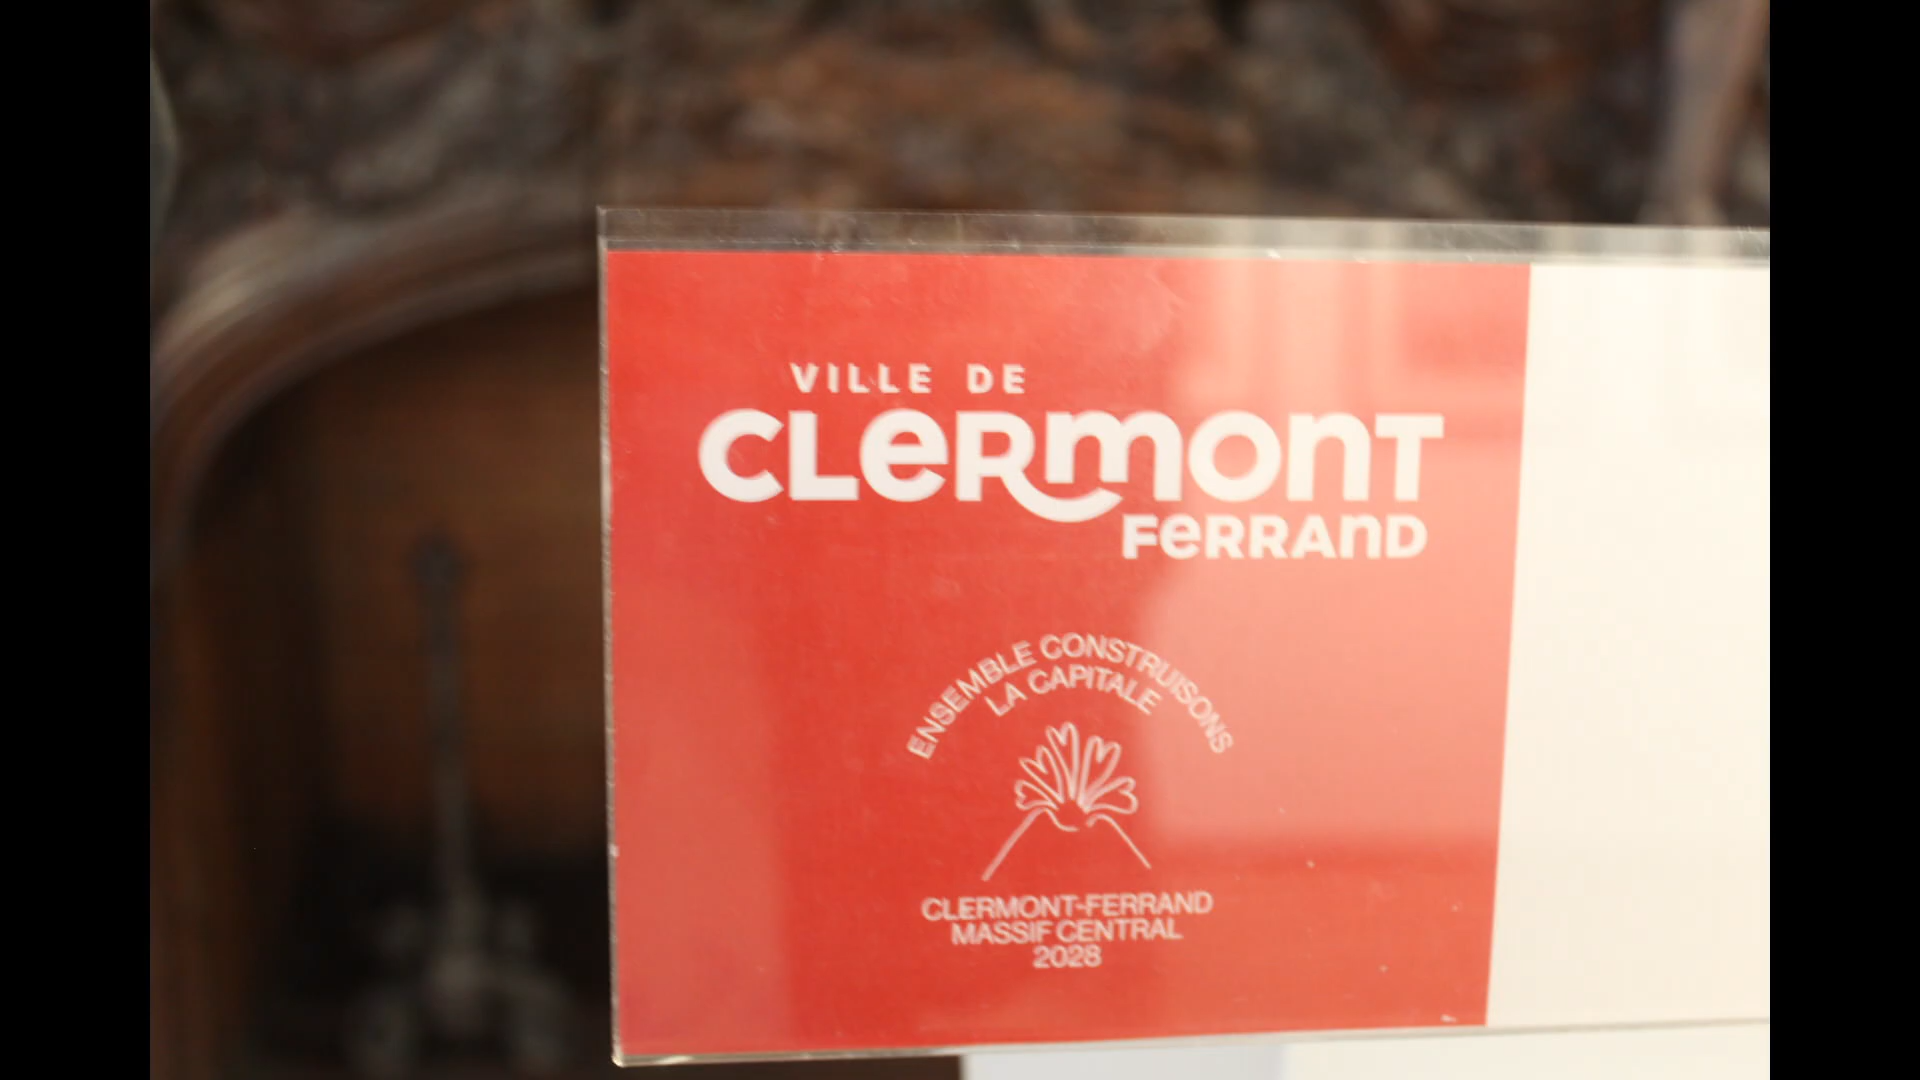 VILLE DE
CLeRmonT
FeRRAnD
ENSEMBLE CONSTRUISONS
LA CAPITALE
CLERMONT-FERRAND
MASSIF CENTRAL
2028